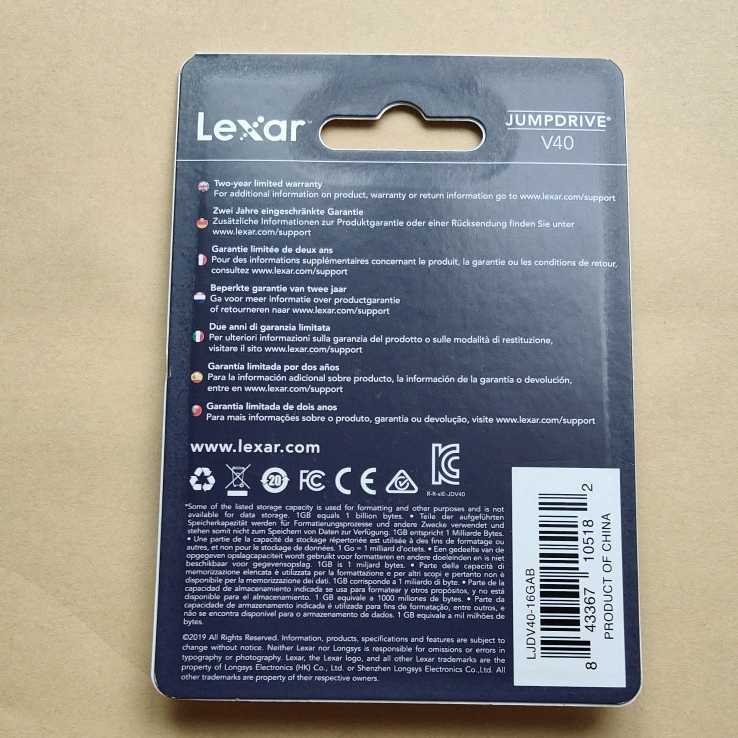 Lexar™
JUMPDRIVE®
V40
Two-year limited warranty
For additional information on product, warranty or return information go to www.lexar.com/support
Zwei Jahre eingeschränkte Garantie
Zusätzliche Informationen zur Produktgarantie oder einer Rücksendung finden Sie unter
www.lexar.com/support
Garantie limitée de deux ans
Pour des informations supplémentaires concernant le produit, la garantie ou les conditions de retour,
consultez www.lexar.com/support
Beperkte garantie van twee jaar
Ga voor meer informatie over productgarantie
of retourneren naar www.lexar.com/support
Due anni di garanzia limitata
Per ulteriori informazioni sulla garanzia del prodotto o sulle modalità di restituzione,
visitare il sito www.lexar.com/support
Garantía limitada por dos años
Para la información adicional sobre producto, la información de la garantía o devolución,
entre en www.lexar.com/support
Garantia limitada de dois anos
Para mais informações sobre o produto, garantia ou devolução, visite www.lexar.com/support
www.lexar.com
20
FC
CE
R-R-xIE-JDV40
*Some of the listed storage capacity is used for formatting and other purposes and is not
available for data storage. 1GB equals 1 billion bytes. • Teile der aufgeführten
Speicherkapazität werden für Formatierungsprozesse und andere Zwecke verwendet und
stehen somit nicht zum Speichern von Daten zur Verfügung. 1GB entspricht 1 Milliarde Bytes.
• Une partie de la capacité de stockage répertoriée est utilisée à des fins de formatage ou
autres, et non pour le stockage de données. 1 Go = 1 milliard d'octets. • Een gedeelte van de
opgegeven opslagcapaciteit wordt gebruikt voor formatteren en andere doeleinden en is niet
beschikbaar voor gegevensopslag. 1GB is 1 miljard bytes. • Parte della capacità di
memorizzazione elencata è utilizzata per la formattazione e per altri scopi e pertanto non è
disponibile per la memorizzazione dei dati. 1GB corrisponde a 1 miliardo di byte. • Parte de la
capacidad de almacenamiento indicada se usa para formatear y otros propósitos, y no está
disponible para el almacenamiento. 1 GB equivale a 1000 millones de bytes. • Parte da
capacidade de armazenamento indicada é utilizada para fins de formatação, entre outros, e
não se encontra disponível para o armazenamento de dados. 1 GB equivale a mil milhões de
bytes.
©2019 All Rights Reserved. Information, products, specifications and features are subject to
change without notice. Neither Lexar nor Longsys is responsible for omissions or errors in
typography or photography. Lexar, the Lexar logo, and all other Lexar trademarks are the
property of Longsys Electronics (HK) Co., Ltd. or Shenzhen Longsys Electronics Co., Ltd. All
other trademarks are property of their respective owners.
LJDV40-16GAB
8 43367 10518 2
PRODUCT OF CHINA